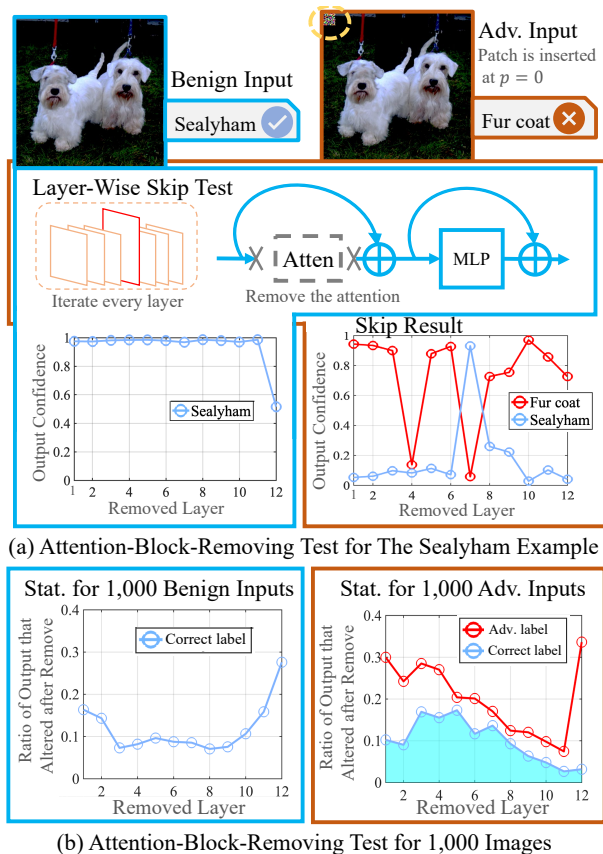 Benign Input
Sealyham
Adv. Input
Patch is inserted
at p = 0
Fur coat
Layer-Wise Skip Test
Iterate every layer
Atten
Remove the attention
MLP
Skip Result
Output Confidence
1
0.8
0.6
0.4
0.2
0
Sealyham
1 2 4 6 8 10 12
Removed Layer
Output Confidence
1
0.8
0.6
0.4
0.2
0
Fur coat
Sealyham
2 4 6 8 10 12
Removed Layer
(a) Attention-Block-Removing Test for The Sealyham Example
Stat. for 1,000 Benign Inputs
Ratio of Output that
Altered after Remove
0.4
0.3
0.2
0.1
0
Correct label
2 4 6 8 10 12
Removed Layer
Stat. for 1,000 Adv. Inputs
Ratio of Output that
Altered after Remove
0.4
0.3
0.2
0.1
0
Adv. label
Correct label
2 4 6 8 10 12
Removed Layer
(b) Attention-Block-Removing Test for 1,000 Images